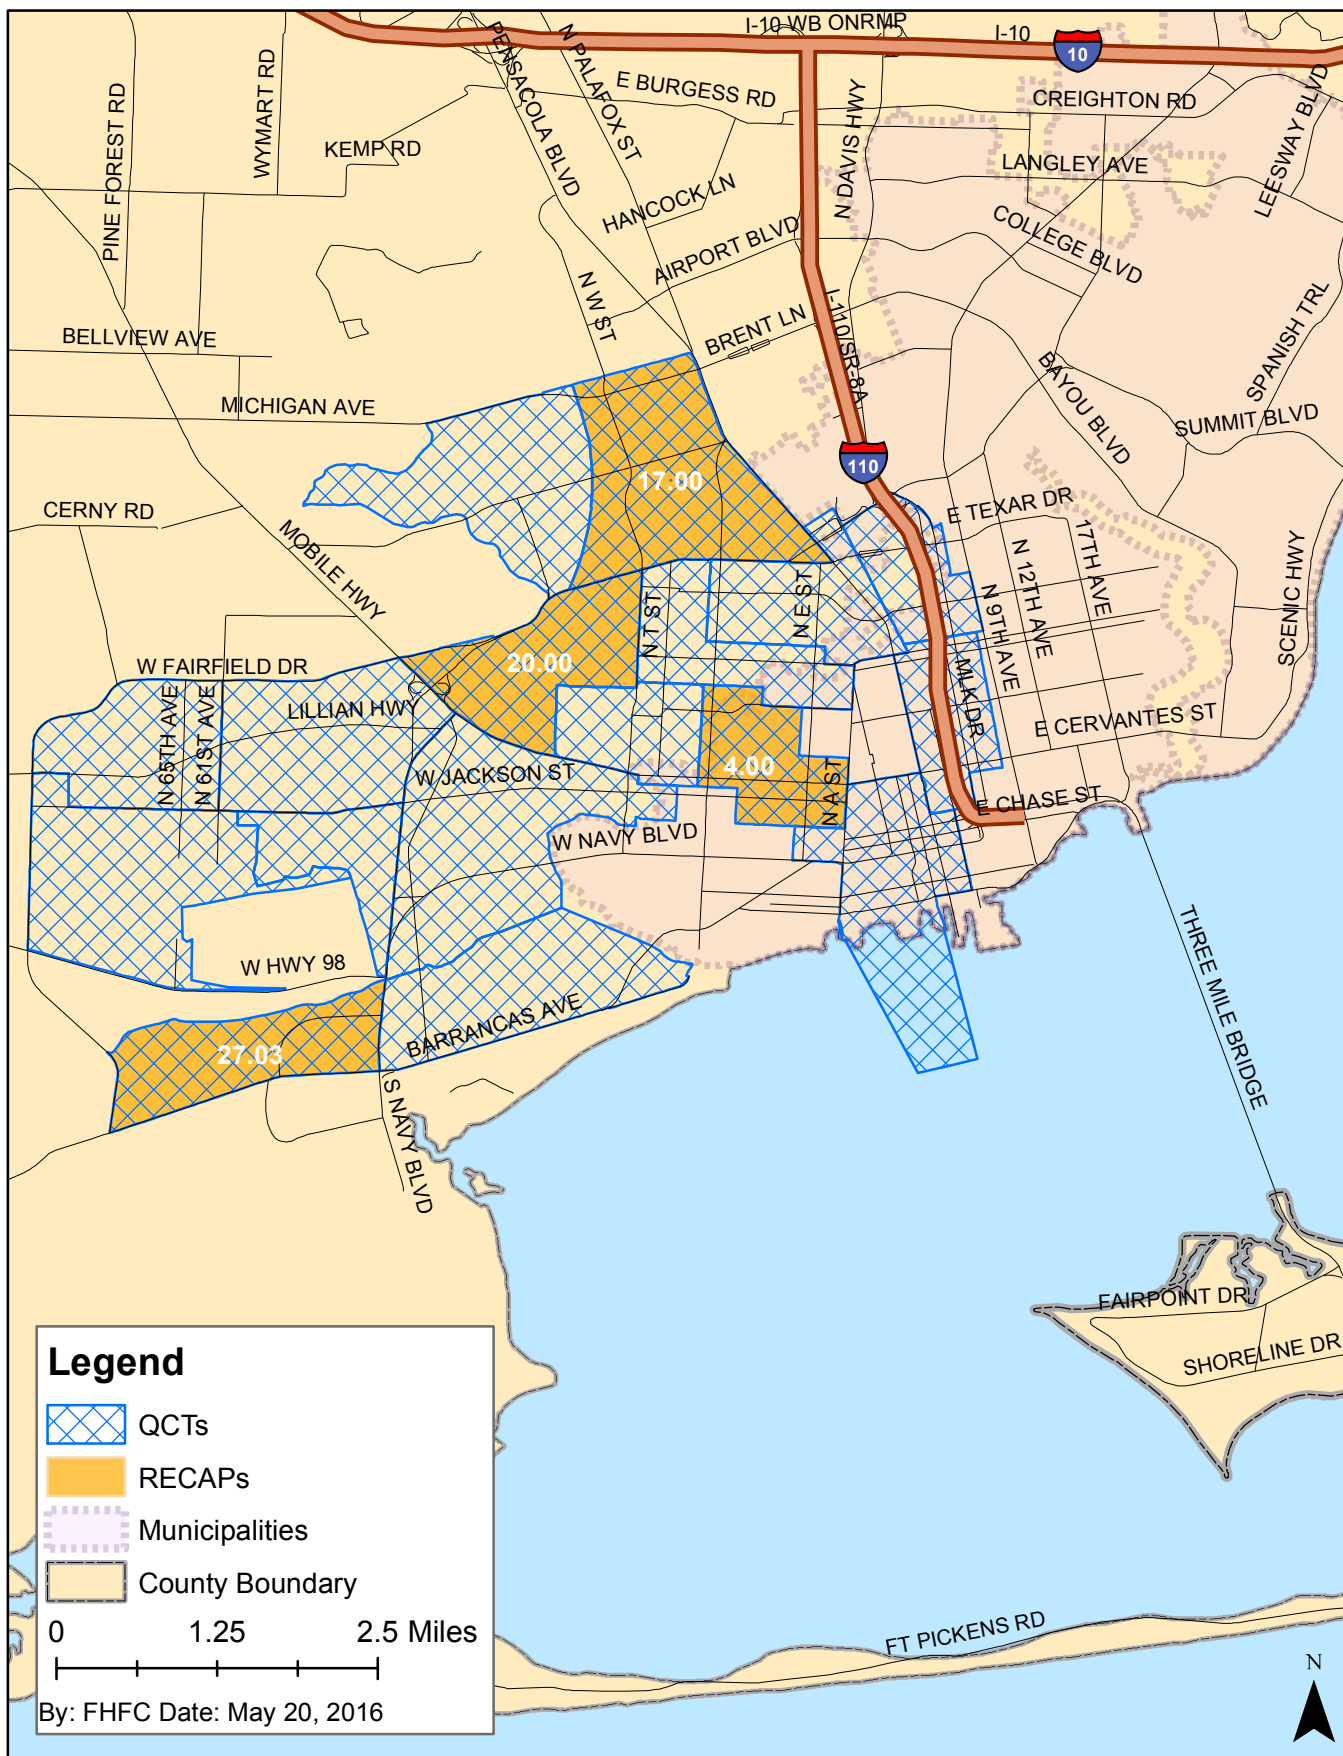 I-10 WB ONRMP
I-10
10
PENSACOLA BLVD
N PALAFOX ST
E BURGESS RD
N DAVIS HWY
CREIGHTON RD
LEESWAY BLVD
PINE FOREST RD
WYMART RD
KEMP RD
LANGLEY AVE
HANCOCK LN
COLLEGE BLVD
AIRPORT BLVD
N W ST
I-110/SR-8A
BRENT LN
SPANISH TRL
BELLVIEW AVE
BAYOU BLVD
MICHIGAN AVE
SUMMIT BLVD
110
17.00
CERNY RD
E TEXAR DR
MOBILE HWY
N 12TH AVE
17TH AVE
SCENIC HWY
N T ST
N E ST
N 9TH AVE
W FAIRFIELD DR
20.00
MLK DR
N 65TH AVE
N 61ST AVE
LILLIAN HWY
E CERVANTES ST
W JACKSON ST
4.00
N A ST
E CHASE ST
W NAVY BLVD
W HWY 98
THREE MILE BRIDGE
BARRANCAS AVE
27.03
S NAVY BLVD
FAIRPOINT DR
SHORELINE DR
Legend
QCTs
RECAPs
Municipalities
County Boundary
0 1.25 2.5 Miles
By: FHFC Date: May 20, 2016
FT PICKENS RD
N